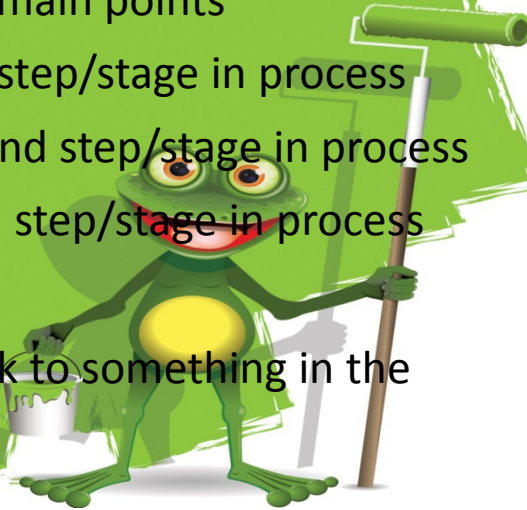 main points
step/stage in process
nd step/stage in process
step/stage in process
k to something in the